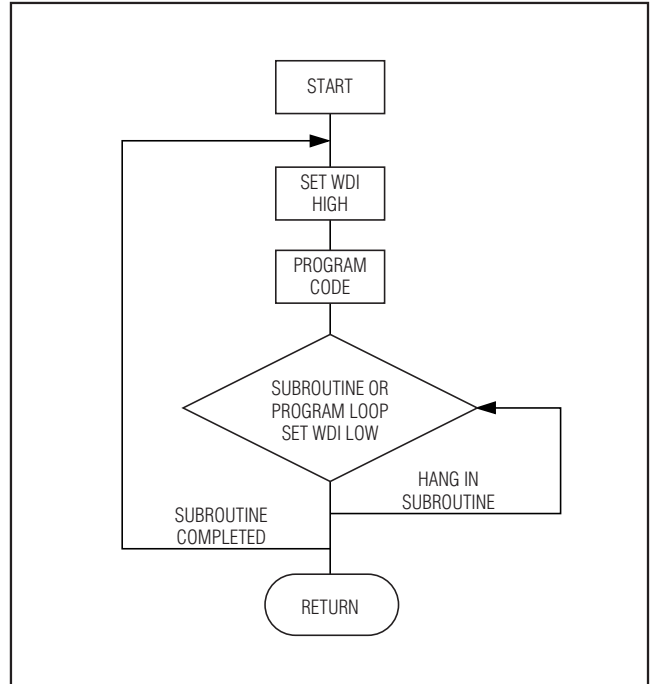 START
SET WDI
HIGH
PROGRAM
CODE
SUBROUTINE OR
PROGRAM LOOP
SET WDI LOW
HANG IN
SUBROUTINE
SUBROUTINE
COMPLETED
RETURN